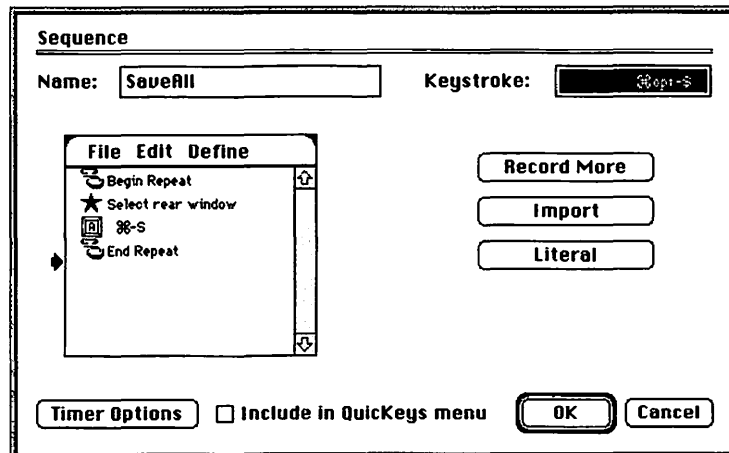 Sequence
Name: SaveAll Keystroke: ⌘opt-S
File Edit Define
Begin Repeat
Select rear window
A ⌘-S
End Repeat
Record More
Import
Literal
Timer Options Include in QuicKeys menu OK Cancel